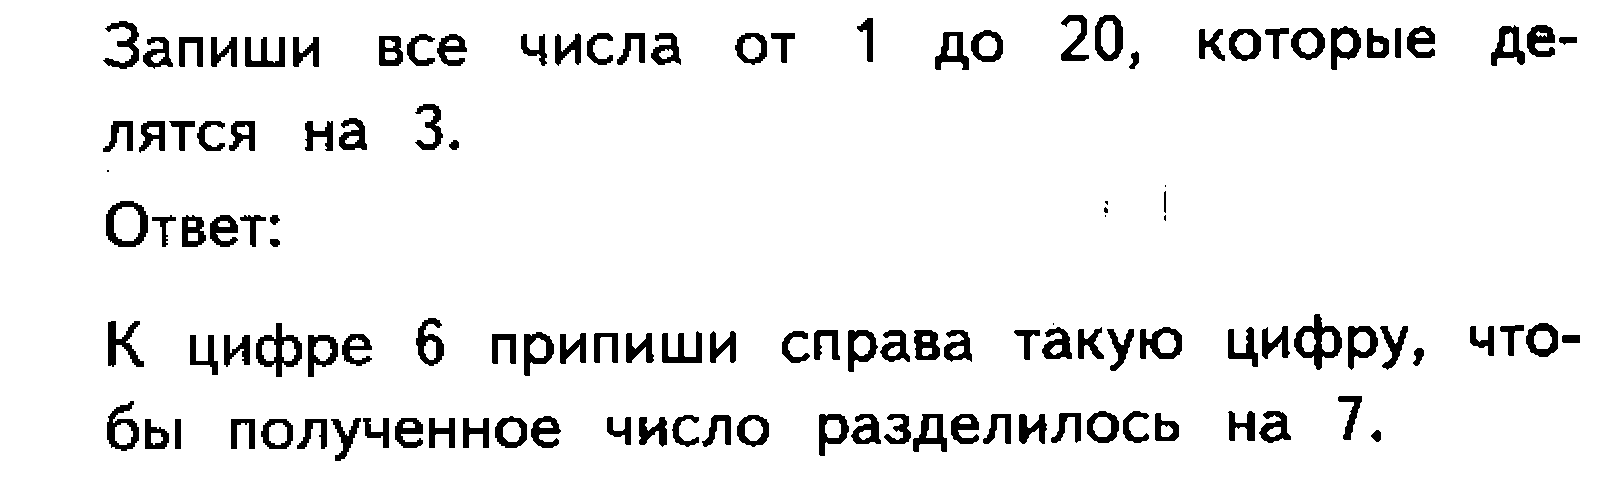 Запиши все числа от 1 до 20, которые де-
лятся на 3.
Ответ:
К цифре 6 припиши справа такую цифру, что-
бы полученное число разделилось на 7.